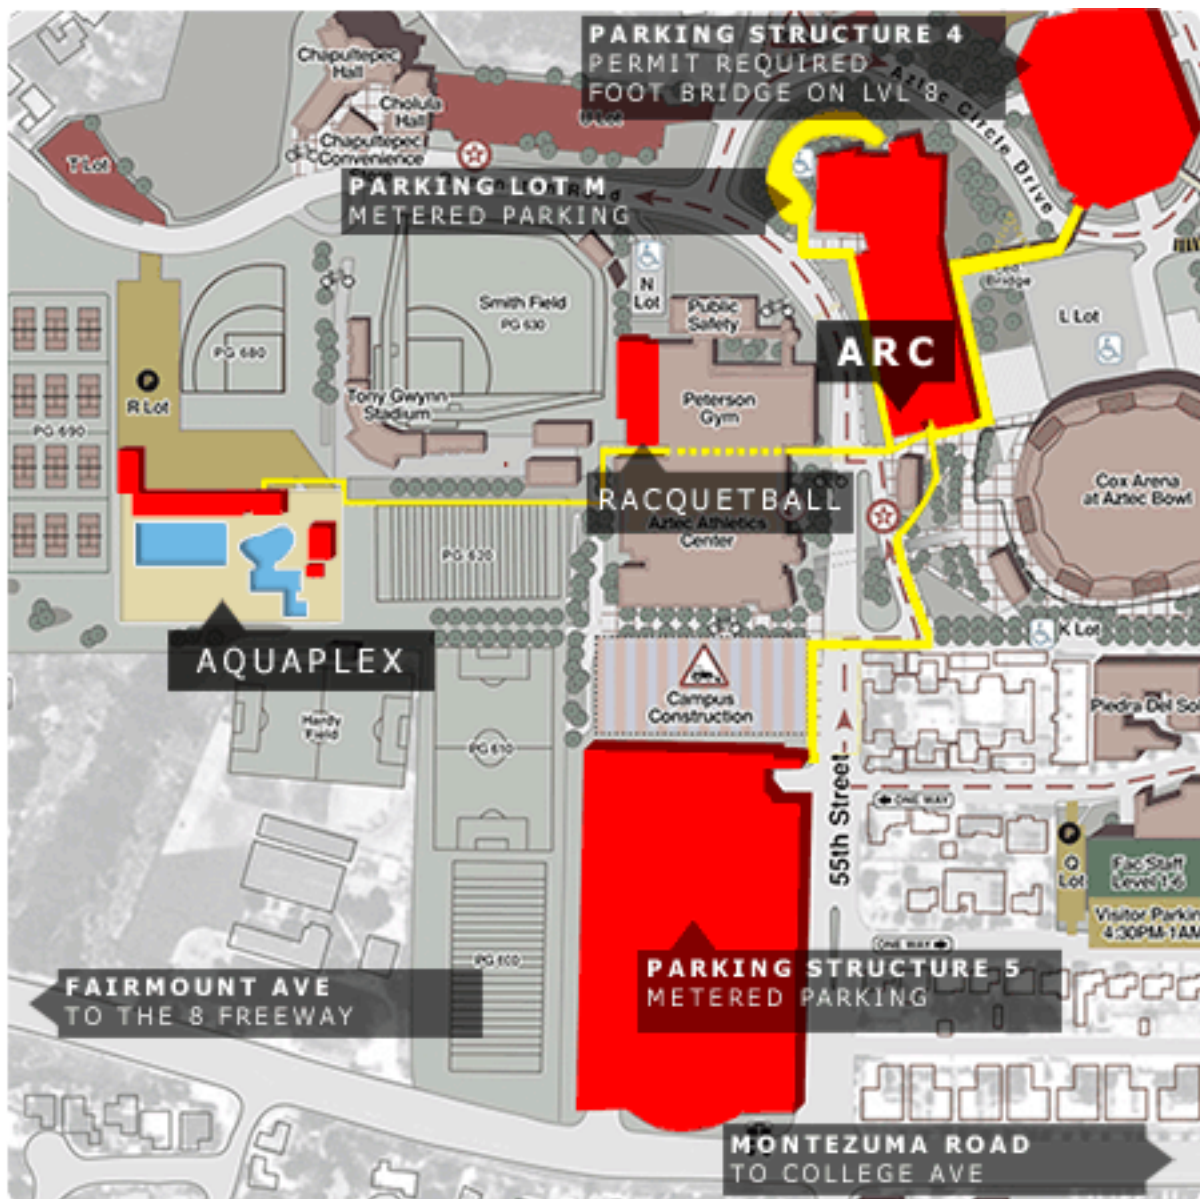 PARKING STRUCTURE 4
PERMIT REQUIRED
FOOT BRIDGE ON LVL 8
Aztec Circle Drive
Chapultepec
Hall
Cholula
Hall
Chapultepec
Convenience
Store
U Lot
T Lot
PARKING LOT M
METERED PARKING
Road
N
Lot
Smith Field
PG 630
Public
Safety
Bridge
L Lot
PG 680
ARC
P
R Lot
Tony Gwynn
Stadium
Peterson
Gym
PG 690
RACQUETBALL
Aztec Athletics
Center
Cox Arena
at Aztec Bowl
PG 620
K Lot
AQUAPLEX
Campus
Construction
Piedra Del Sol
Hardy
Field
PG 610
55th Street
ONE WAY
P
Q
Lot
Fac Staff
Level 1-6
Visitor Parkin
4:30PM-1AM
ONE WAY
PG 600
PARKING STRUCTURE 5
METERED PARKING
FAIRMOUNT AVE
TO THE 8 FREEWAY
MONTEZUMA ROAD
TO COLLEGE AVE